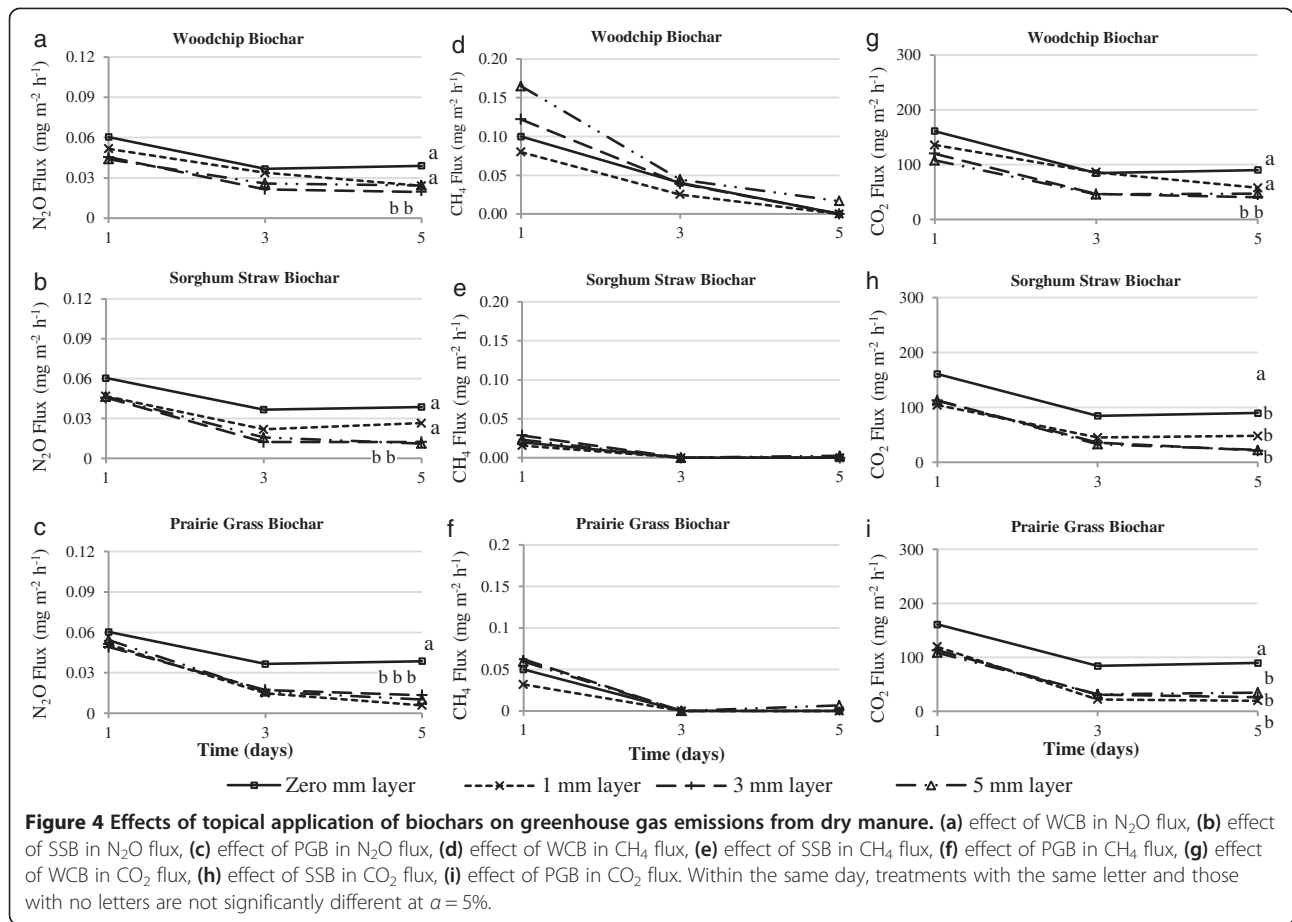 a
Woodchip Biochar
0.12
0.09
0.06
0.03
0
N₂O Flux (mg m⁻² h⁻¹)
1 3 5
a
a
b b
d
Woodchip Biochar
0.20
0.15
0.10
0.05
0.00
CH₄ Flux (mg m⁻² h⁻¹)
1 3 5
g
Woodchip Biochar
300
200
100
0
CO₂ Flux (mg m⁻² h⁻¹)
1 3 5
a
a
b b
b
Sorghum Straw Biochar
0.12
0.09
0.06
0.03
0
N₂O Flux (mg m⁻² h⁻¹)
1 3 5
a
a
b b
e
Sorghum Straw Biochar
0.20
0.15
0.10
0.05
0.00
CH₄ Flux (mg m⁻² h⁻¹)
1 3 5
h
Sorghum Straw Biochar
300
200
100
0
CO₂ Flux (mg m⁻² h⁻¹)
1 3 5
a
b
b
b
c
Prairie Grass Biochar
0.12
0.09
0.06
0.03
0
N₂O Flux (mg m⁻² h⁻¹)
1 3 5
Time (days)
a
b b b
f
Prairie Grass Biochar
0.2
0.15
0.1
0.05
0
CH₄ Flux (mg m⁻² h⁻¹)
1 3 5
Time (days)
i
Prairie Grass Biochar
300
200
100
0
CO₂ Flux (mg m⁻² h⁻¹)
1 3 5
Time (days)
a
b
b
b
Zero mm layer 1 mm layer 3 mm layer 5 mm layer
Figure 4 Effects of topical application of biochars on greenhouse gas emissions from dry manure. (a) effect of WCB in N₂O flux, (b) effect
of SSB in N₂O flux, (c) effect of PGB in N₂O flux, (d) effect of WCB in CH₄ flux, (e) effect of SSB in CH₄ flux, (f) effect of PGB in CH₄ flux, (g) effect
of WCB in CO₂ flux, (h) effect of SSB in CO₂ flux, (i) effect of PGB in CO₂ flux. Within the same day, treatments with the same letter and those
with no letters are not significantly different at α = 5%.